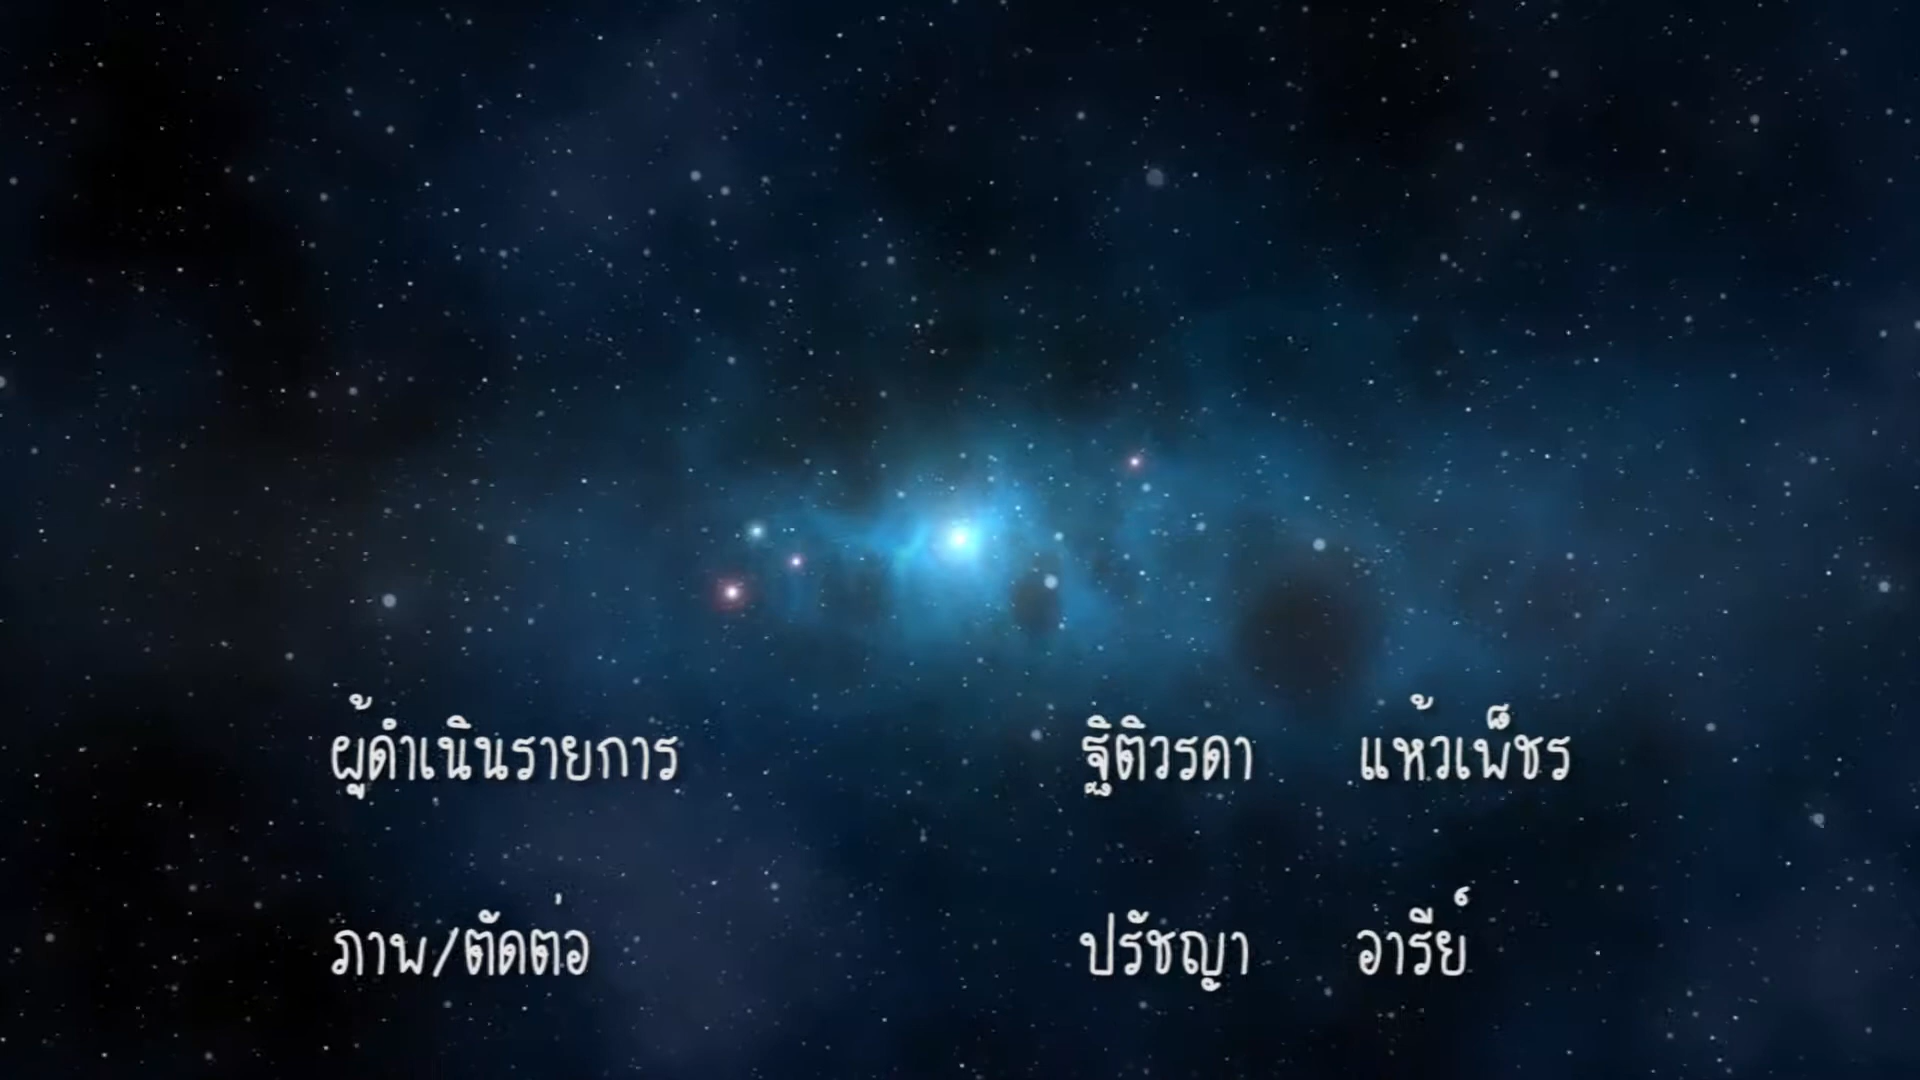 ผู้ดำเนินรายการ ฐิติวรดา แห้วเพ็ชร
ภาพ/ตัดต่อ ปรัชญา อารีย์